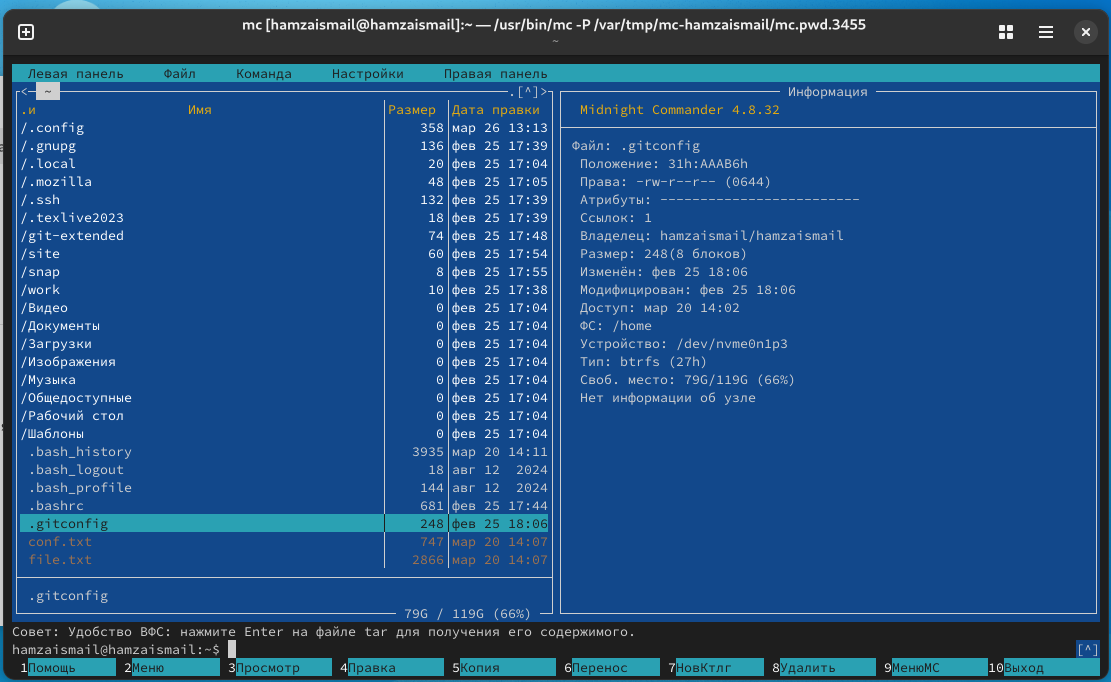 mc [hamzaismail@hamzaismail]:~ — /usr/bin/mc -P /var/tmp/mc-hamzaismail/mc.pwd.3455
~
Левая панель Файл Команда Настройки Правая панель
<─ ~ .[^]>
.и Имя Размер Дата правки
/.config 358 мар 26 13:13
/.gnupg 136 фев 25 17:39
/.local 20 фев 25 17:04
/.mozilla 48 фев 25 17:05
/.ssh 132 фев 25 17:39
/.texlive2023 18 фев 25 17:39
/git-extended 74 фев 25 17:48
/site 60 фев 25 17:54
/snap 8 фев 25 17:55
/work 10 фев 25 17:38
/Видео 0 фев 25 17:04
/Документы 0 фев 25 17:04
/Загрузки 0 фев 25 17:04
/Изображения 0 фев 25 17:04
/Музыка 0 фев 25 17:04
/Общедоступные 0 фев 25 17:04
/Рабочий стол 0 фев 25 17:04
/Шаблоны 0 фев 25 17:04
.bash_history 3935 мар 20 14:11
.bash_logout 18 авг 12 2024
.bash_profile 144 авг 12 2024
.bashrc 681 фев 25 17:44
.gitconfig 248 фев 25 18:06
conf.txt 747 мар 20 14:07
file.txt 2866 мар 20 14:07
.gitconfig
79G / 119G (66%)
Информация
Midnight Commander 4.8.32
Файл: .gitconfig
Положение: 31h:AAAB6h
Права: -rw-r--r-- (0644)
Атрибуты: -------------------------
Ссылок: 1
Владелец: hamzaismail/hamzaismail
Размер: 248(8 блоков)
Изменён: фев 25 18:06
Модифицирован: фев 25 18:06
Доступ: мар 20 14:02
ФС: /home
Устройство: /dev/nvme0n1p3
Тип: btrfs (27h)
Своб. место: 79G/119G (66%)
Нет информации об узле
Совет: Удобство ВФС: нажмите Enter на файле tar для получения его содержимого.
hamzaismail@hamzaismail:~$ [^]
1Помощь 2Меню 3Просмотр 4Правка 5Копия 6Перенос 7НовКтлг 8Удалить 9МенюMC 10Выход